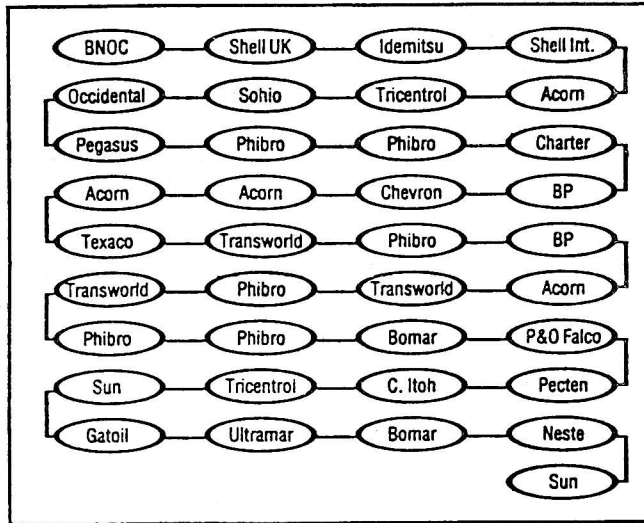 BNOC Shell UK Idemitsu Shell Int.
Occidental Sohio Tricentrol Acorn
Pegasus Phibro Phibro Charter
Acorn Acorn Chevron BP
Texaco Transworld Phibro BP
Transworld Phibro Transworld Acorn
Phibro Phibro Bomar P&O Falco
Sun Tricentrol C. Itoh Pecten
Gatoil Ultramar Bomar Neste
Sun